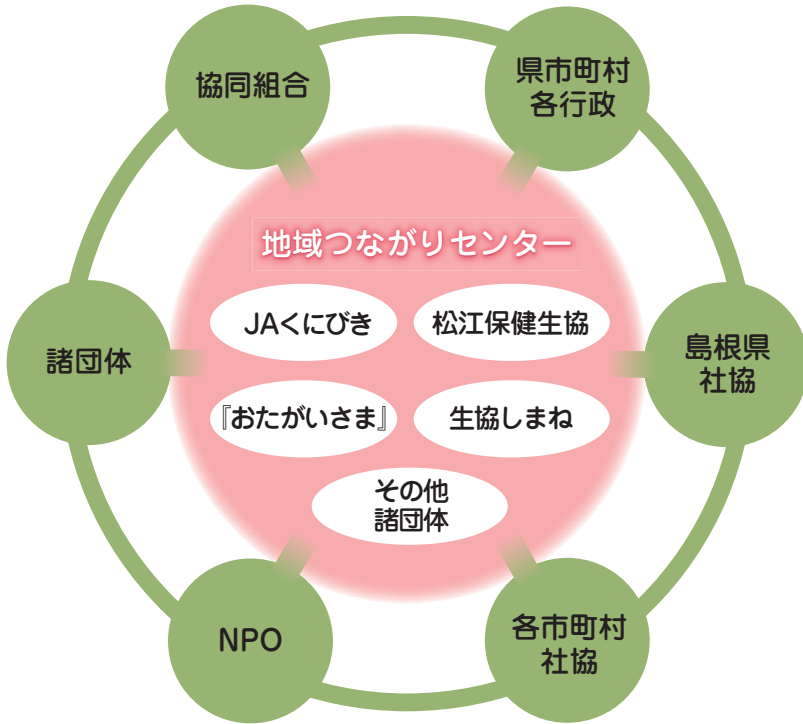 協同組合
県市町村
各行政
地域つながりセンター
JAくにびき
松江保健生協
諸団体
島根県
社協
『おたがいさま』
生協しまね
その他
諸団体
NPO
各市町村
社協